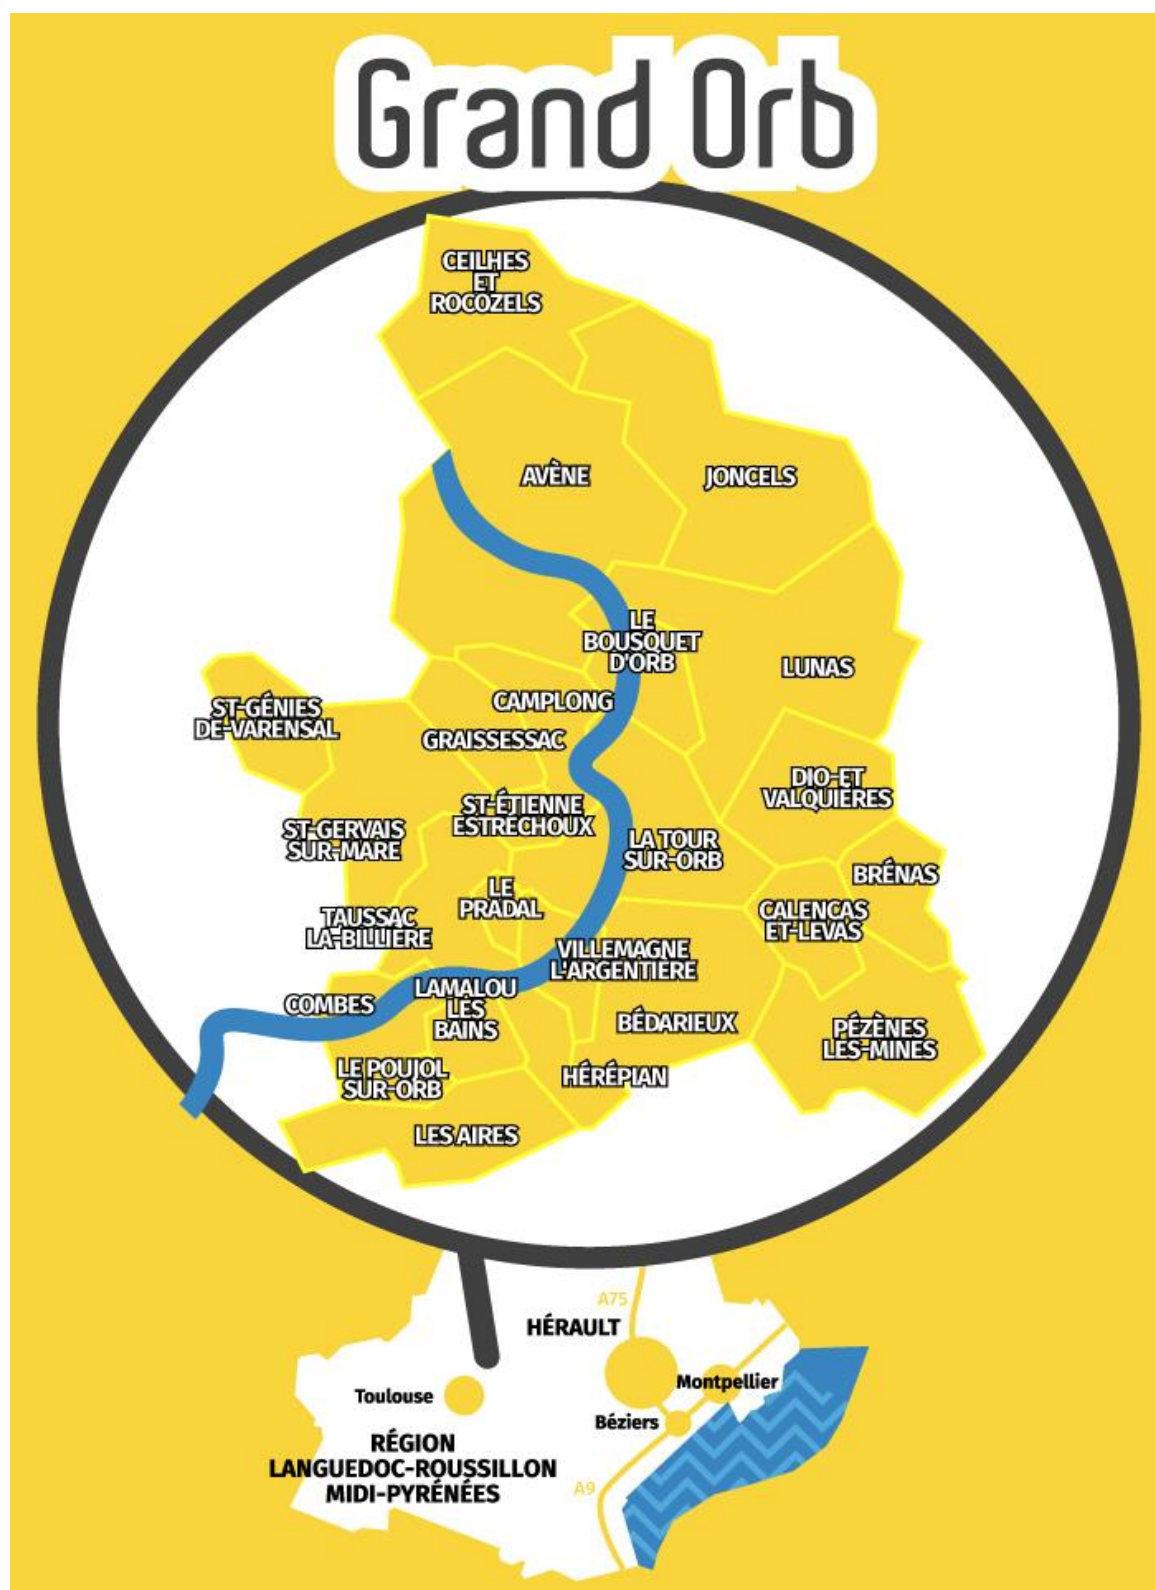 Grand Orb
CEILHES
ET
ROCOZELS
AVÈNE
JONCELS
LE
BOUSQUET
D'ORB
LUNAS
CAMPLONG
ST-GÉNIES
DE-VARENSAL
GRAISSESSAC
DIO-ET
VALQUIÈRES
ST-ÉTIENNE
ESTRÉCHOUX
ST-GERVAIS
SUR-MARE
LA TOUR
SUR-ORB
BRÉNAS
LE
PRADAL
CALENCAS
ET-LEVAS
TAUSSAC
LA-BILLIÈRE
VILLEMAGNE
L'ARGENTIÈRE
COMBES
LAMALOU
LES
BAINS
BÉDARIEUX
PÉZÈNES
LES-MINES
LE POUJOL
SUR-ORB
HÉRÉPIAN
LES AIRES
A75
HÉRAULT
Montpellier
Toulouse
Béziers
RÉGION
LANGUEDOC-ROUSSILLON
MIDI-PYRÉNÉES
A9